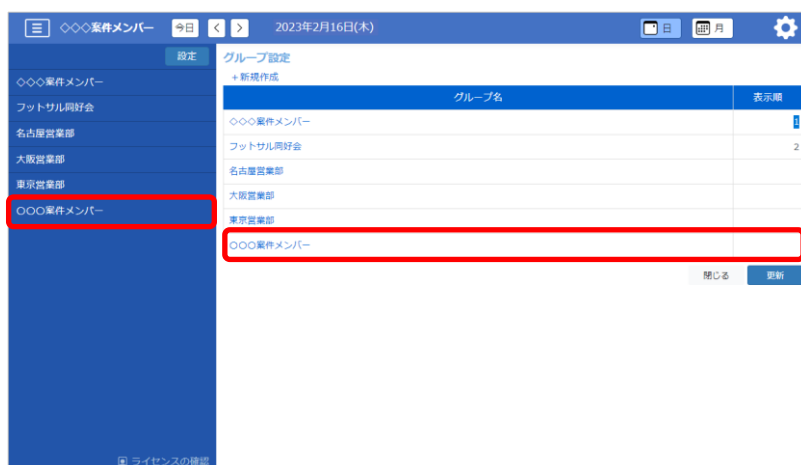 ◇◇◇案件メンバー 今日 2023年2月16日(木) 日 月
設定
◇◇◇案件メンバー
フットサル同好会
名古屋営業部
大阪営業部
東京営業部
〇〇〇案件メンバー
ライセンスの確認
グループ設定
+新規作成
グループ名 表示順
◇◇◇案件メンバー 1
フットサル同好会 2
名古屋営業部
大阪営業部
東京営業部
〇〇〇案件メンバー
閉じる 更新